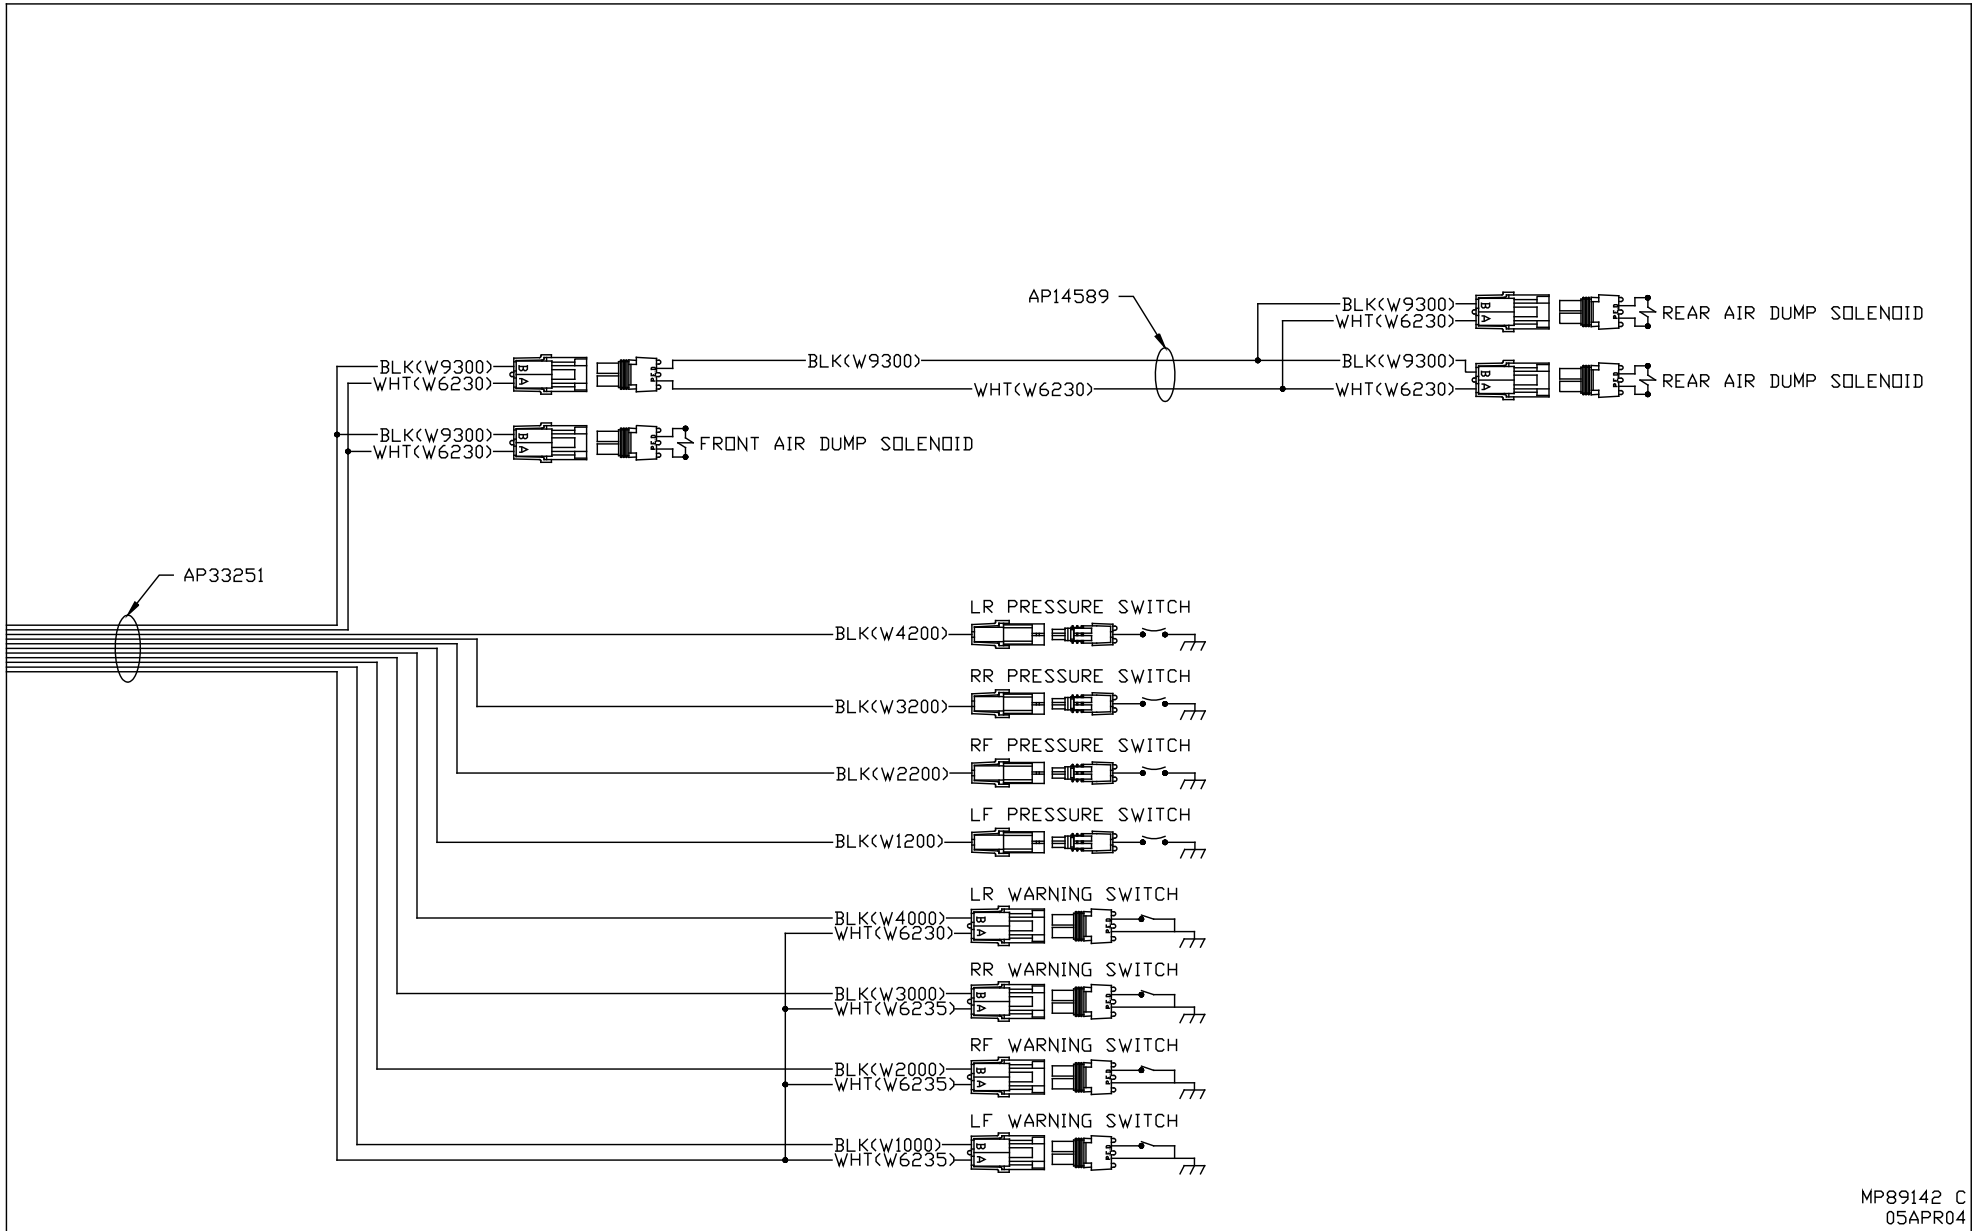 AP14589
BLK(W9300)
WHT(W6230)
B
A
REAR AIR DUMP SOLENOID
BLK(W9300)
WHT(W6230)
B
A
BLK(W9300)
WHT(W6230)
BLK(W9300)
WHT(W6230)
B
A
REAR AIR DUMP SOLENOID
BLK(W9300)
WHT(W6230)
B
A
FRONT AIR DUMP SOLENOID
AP33251
LR PRESSURE SWITCH
BLK(W4200)
RR PRESSURE SWITCH
BLK(W3200)
RF PRESSURE SWITCH
BLK(W2200)
LF PRESSURE SWITCH
BLK(W1200)
LR WARNING SWITCH
BLK(W4000)
WHT(W6230)
B
A
RR WARNING SWITCH
BLK(W3000)
WHT(W6235)
B
A
RF WARNING SWITCH
BLK(W2000)
WHT(W6235)
B
A
LF WARNING SWITCH
BLK(W1000)
WHT(W6235)
B
A
MP89142 C
05APR04